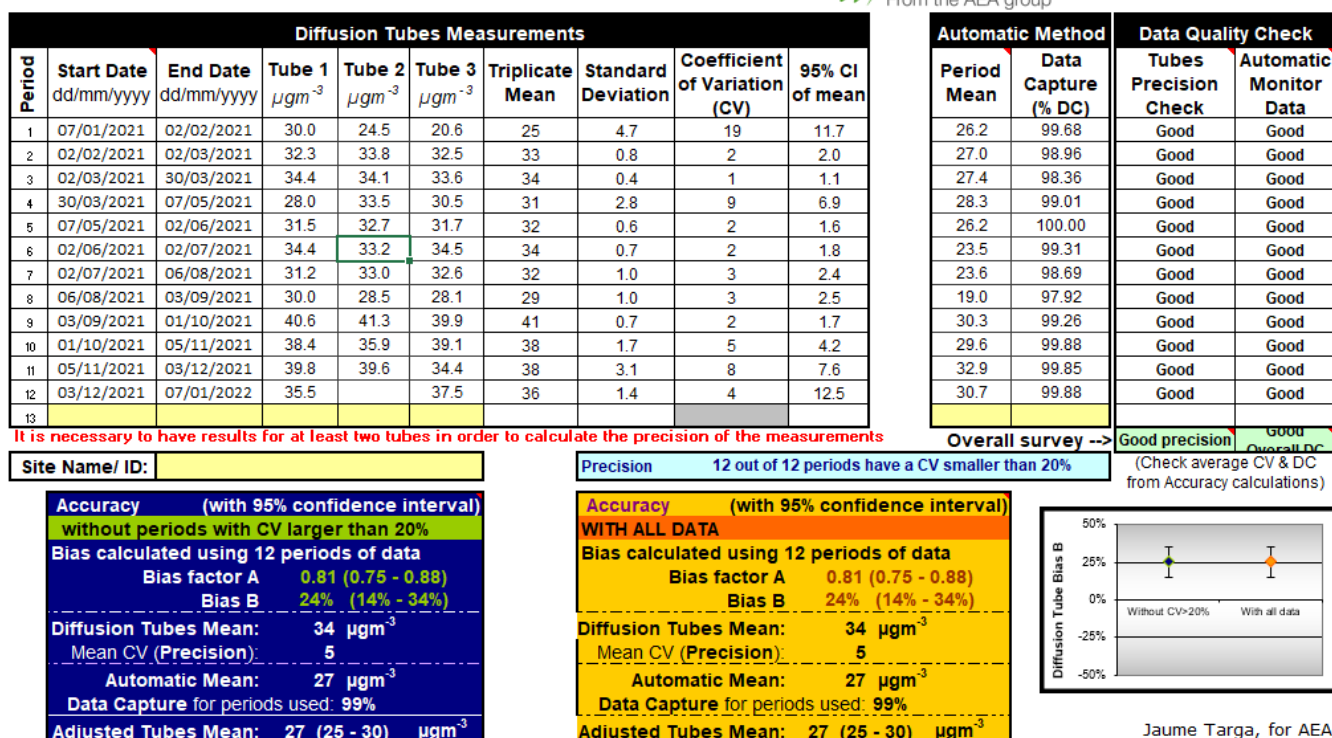 From the AEA group
Diffusion Tubes Measurements
Automatic Method
Data Quality Check
Period Start Date dd/mm/yyyy End Date dd/mm/yyyy Tube 1 µgm-3 Tube 2 µgm-3 Tube 3 µgm-3 Triplicate Mean Standard Deviation Coefficient of Variation (CV) 95% CI of mean Period Mean Data Capture (% DC) Tubes Precision Check Automatic Monitor Data
1 07/01/2021 02/02/2021 30.0 24.5 20.6 25 4.7 19 11.7 26.2 99.68 Good Good
2 02/02/2021 02/03/2021 32.3 33.8 32.5 33 0.8 2 2.0 27.0 98.96 Good Good
3 02/03/2021 30/03/2021 34.4 34.1 33.6 34 0.4 1 1.1 27.4 98.36 Good Good
4 30/03/2021 07/05/2021 28.0 33.5 30.5 31 2.8 9 6.9 28.3 99.01 Good Good
5 07/05/2021 02/06/2021 31.5 32.7 31.7 32 0.6 2 1.6 26.2 100.00 Good Good
6 02/06/2021 02/07/2021 34.4 33.2 34.5 34 0.7 2 1.8 23.5 99.31 Good Good
7 02/07/2021 06/08/2021 31.2 33.0 32.6 32 1.0 3 2.4 23.6 98.69 Good Good
8 06/08/2021 03/09/2021 30.0 28.5 28.1 29 1.0 3 2.5 19.0 97.92 Good Good
9 03/09/2021 01/10/2021 40.6 41.3 39.9 41 0.7 2 1.7 30.3 99.26 Good Good
10 01/10/2021 05/11/2021 38.4 35.9 39.1 38 1.7 5 4.2 29.6 99.88 Good Good
11 05/11/2021 03/12/2021 39.8 39.6 34.4 38 3.1 8 7.6 32.9 99.85 Good Good
12 03/12/2021 07/01/2022 35.5 37.5 36 1.4 4 12.5 30.7 99.88 Good Good
13
It is necessary to have results for at least two tubes in order to calculate the precision of the measurements
Overall survey --> Good precision Good Overall DC
Site Name/ ID:
Precision 12 out of 12 periods have a CV smaller than 20%
(Check average CV & DC
from Accuracy calculations)
Accuracy (with 95% confidence interval)
without periods with CV larger than 20%
Bias calculated using 12 periods of data
Bias factor A 0.81 (0.75 - 0.88)
Bias B 24% (14% - 34%)
Diffusion Tubes Mean: 34 µgm-3
Mean CV (Precision): 5
Automatic Mean: 27 µgm-3
Data Capture for periods used: 99%
Adjusted Tubes Mean: 27 (25 - 30) µgm-3
Accuracy (with 95% confidence interval)
WITH ALL DATA
Bias calculated using 12 periods of data
Bias factor A 0.81 (0.75 - 0.88)
Bias B 24% (14% - 34%)
Diffusion Tubes Mean: 34 µgm-3
Mean CV (Precision): 5
Automatic Mean: 27 µgm-3
Data Capture for periods used: 99%
Adjusted Tubes Mean: 27 (25 - 30) µgm-3
Diffusion Tube Bias B
50%
25%
0%
-25%
-50%
Without CV>20%
With all data
Jaume Targa, for AEA